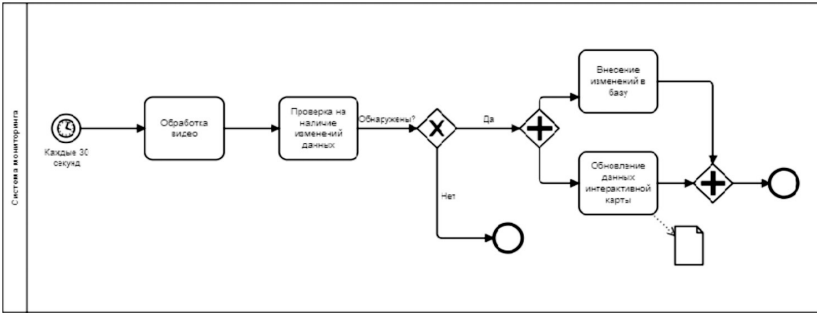 Система мониторинга
Каждые 30
секунд
Обработка
видео
Проверка на
наличие
изменений
данных
Обнаружены?
Да
Нет
Внесение
изменений в
базу
Обновление
данных
интерактивной
карты